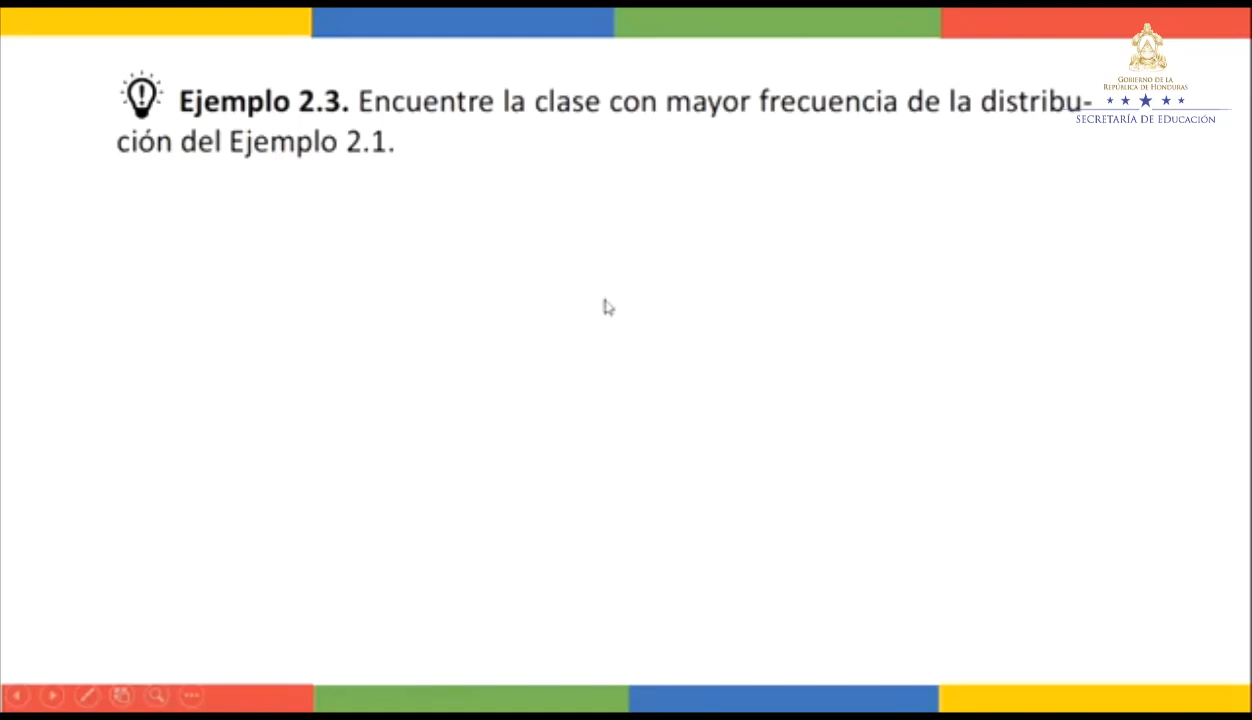 Ejemplo 2.3. Encuentre la clase con mayor frecuencia de la distribu-
ción del Ejemplo 2.1.
GOBIERNO DE LA
REPÚBLICA DE HONDURAS
SECRETARÍA DE EDUCACIÓN